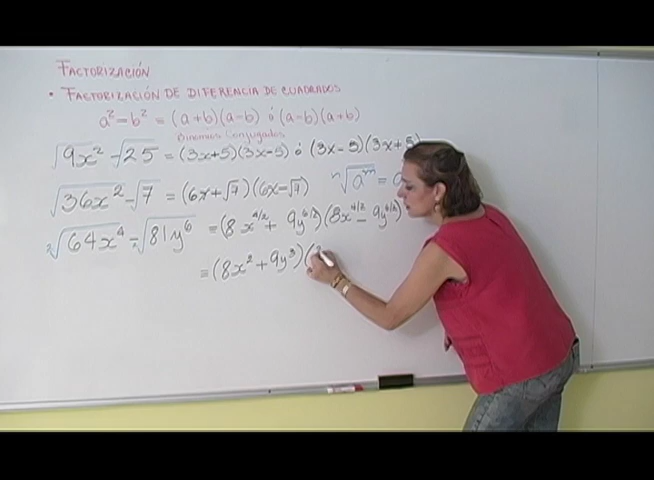 FACTORIZACIÓN
• FACTORIZACIÓN DE DIFERENCIA DE CUADRADOS
a² - b² = (a+b)(a-b) ó (a-b)(a+b)
Binomios Conjugados
√9x² - √25 = (3x+5)(3x-5) ó (3x-5)(3x+5)
√36x² - √7 = (6x+√7)(6x-√7) ⁿ√aᵐ = a
²√64x⁴ - ²√81y⁶ = (8x^4/2 + 9y^6/2)(8x^4/2 - 9y^6/2)
= (8x² + 9y³)(